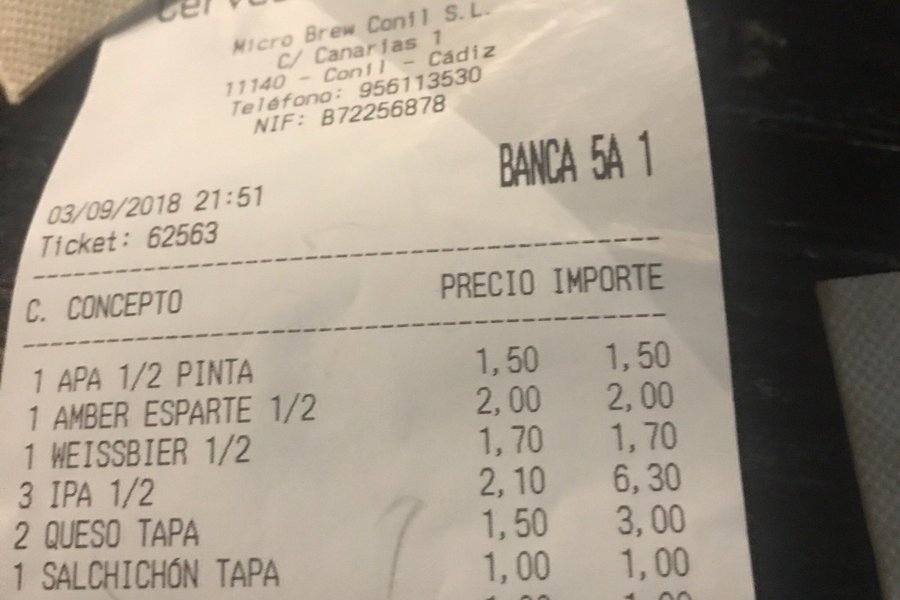 Micro Brew Conil S.L.
C/ Canarias 1
11140 - Conil - Cádiz
Teléfono: 956113530
NIF: B72256878
BANCA 5A 1
03/09/2018 21:51
Ticket: 62563
C. CONCEPTO PRECIO IMPORTE
1 APA 1/2 PINTA 1,50 1,50
1 AMBER ESPARTE 1/2 2,00 2,00
1 WEISSBIER 1/2 1,70 1,70
3 IPA 1/2 2,10 6,30
2 QUESO TAPA 1,50 3,00
1 SALCHICHÓN TAPA 1,00 1,00